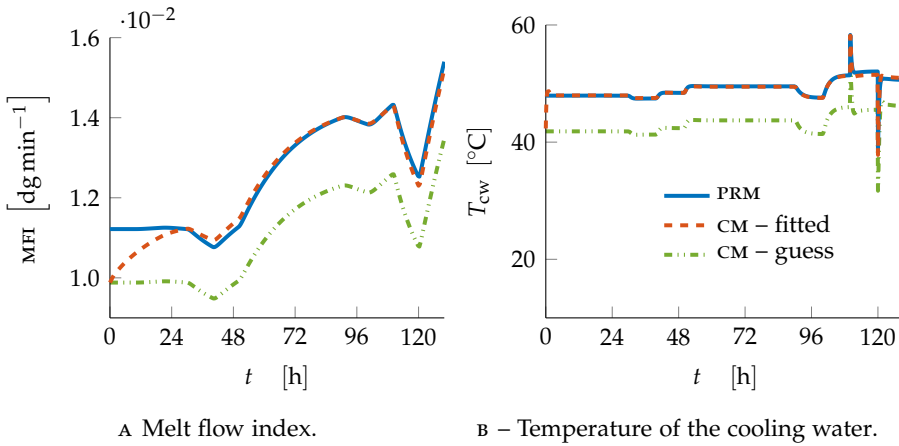 ·10⁻²
1.6
1.4
1.2
1.0
MFI [dg min⁻¹]
0 24 48 72 96 120
t [h]
A Melt flow index.
60
40
20
T_cw [°C]
PRM
CM – fitted
CM – guess
0 24 48 72 96 120
t [h]
B – Temperature of the cooling water.